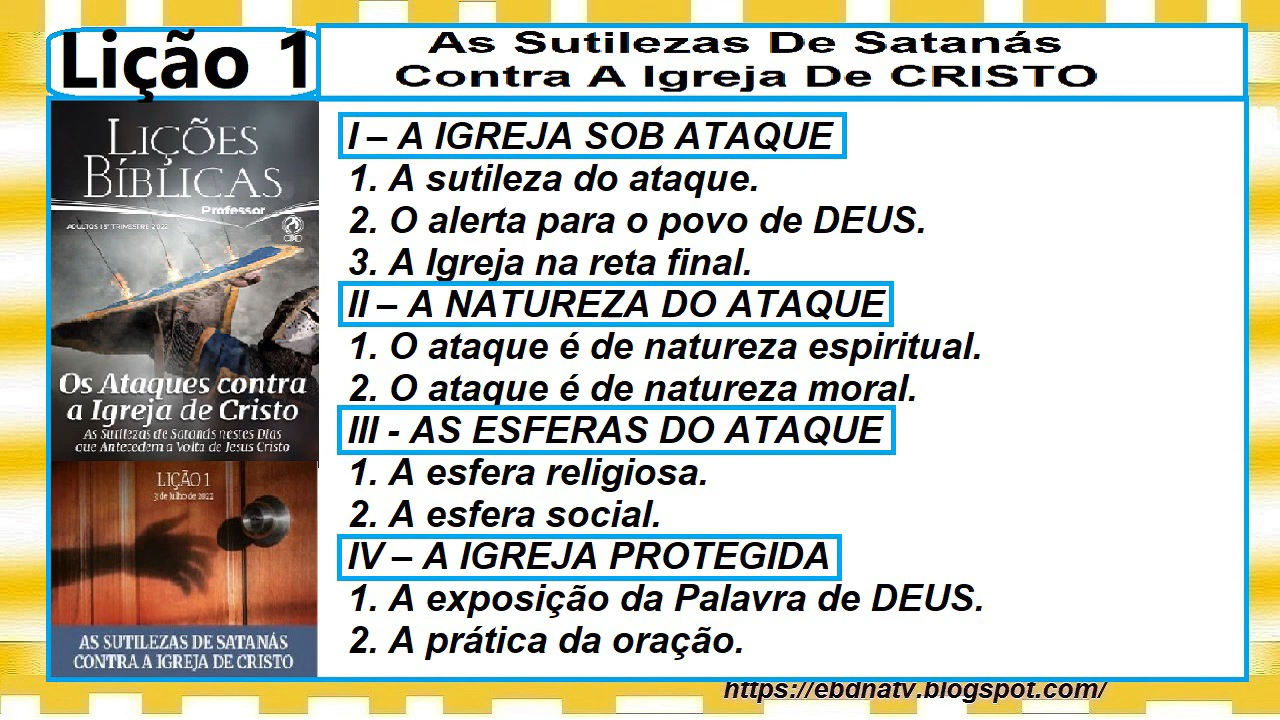 Lição 1
As Sutilezas De Satanás
Contra A Igreja De CRISTO
LIÇÕES
BÍBLICAS
Professor
ADULTOS | 3º TRIMESTRE 2022
CPAD
Os Ataques contra
a Igreja de Cristo
As Sutilezas de Satanás nestes Dias
que Antecedem a Volta de Jesus Cristo
LIÇÃO 1
3 de Julho de 2022
AS SUTILEZAS DE SATANÁS
CONTRA A IGREJA DE CRISTO
I – A IGREJA SOB ATAQUE
1. A sutileza do ataque.
2. O alerta para o povo de DEUS.
3. A Igreja na reta final.
II – A NATUREZA DO ATAQUE
1. O ataque é de natureza espiritual.
2. O ataque é de natureza moral.
III - AS ESFERAS DO ATAQUE
1. A esfera religiosa.
2. A esfera social.
IV – A IGREJA PROTEGIDA
1. A exposição da Palavra de DEUS.
2. A prática da oração.
https://ebdnatv.blogspot.com/